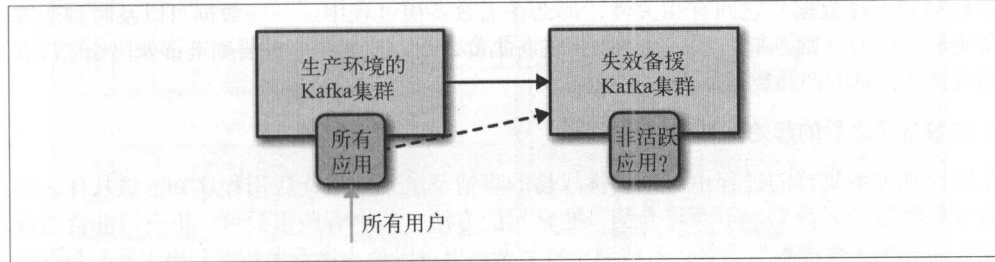 生产环境的
Kafka集群
所有
应用
失效备援
Kafka集群
非活跃
应用?
所有用户